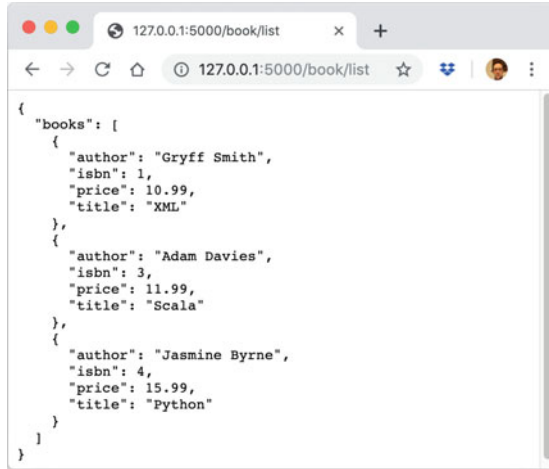 127.0.0.1:5000/book/list
127.0.0.1:5000/book/list
{
  "books": [
    {
      "author": "Gryff Smith",
      "isbn": 1,
      "price": 10.99,
      "title": "XML"
    },
    {
      "author": "Adam Davies",
      "isbn": 3,
      "price": 11.99,
      "title": "Scala"
    },
    {
      "author": "Jasmine Byrne",
      "isbn": 4,
      "price": 15.99,
      "title": "Python"
    }
  ]
}